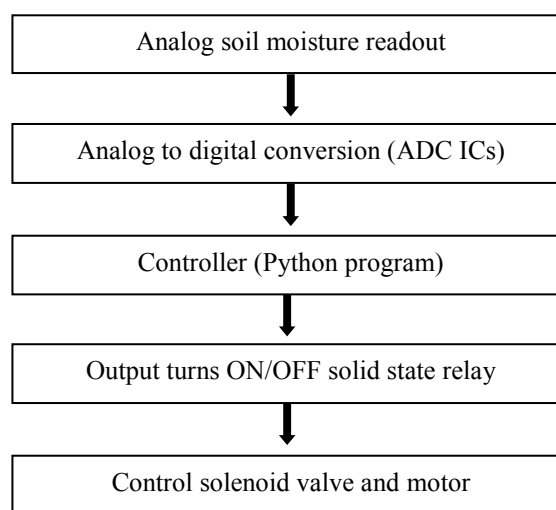 Analog soil moisture readout
Analog to digital conversion (ADC ICs)
Controller (Python program)
Output turns ON/OFF solid state relay
Control solenoid valve and motor